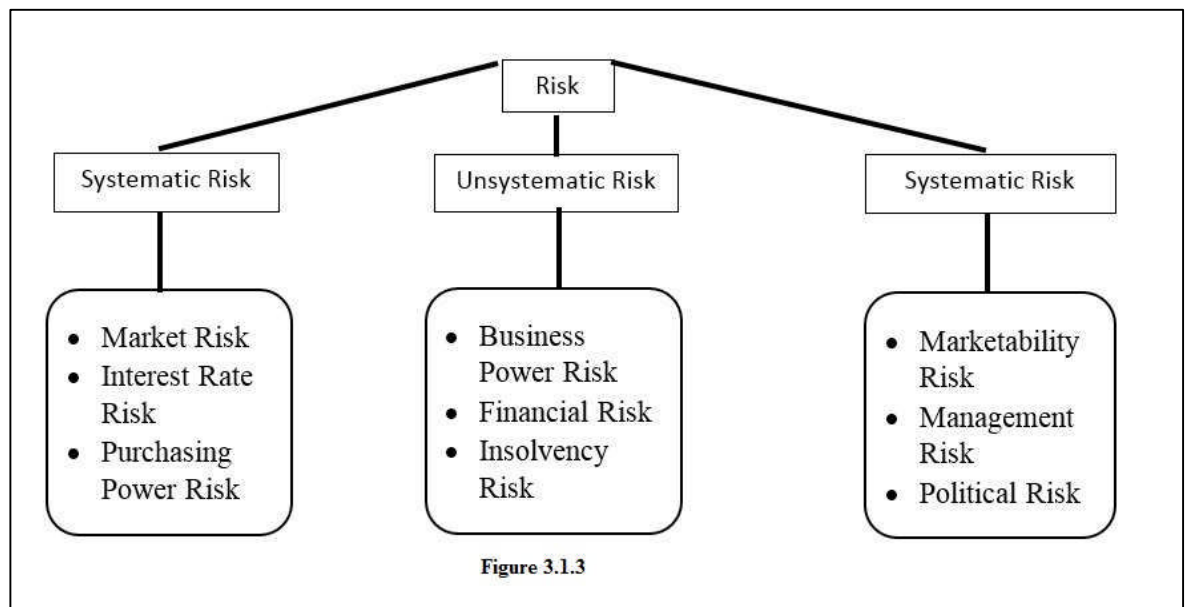 Risk
Systematic Risk
Unsystematic Risk
Systematic Risk
• Market Risk
• Interest Rate
Risk
• Purchasing
Power Risk
• Business
Power Risk
• Financial Risk
• Insolvency
Risk
• Marketability
Risk
• Management
Risk
• Political Risk
Figure 3.1.3